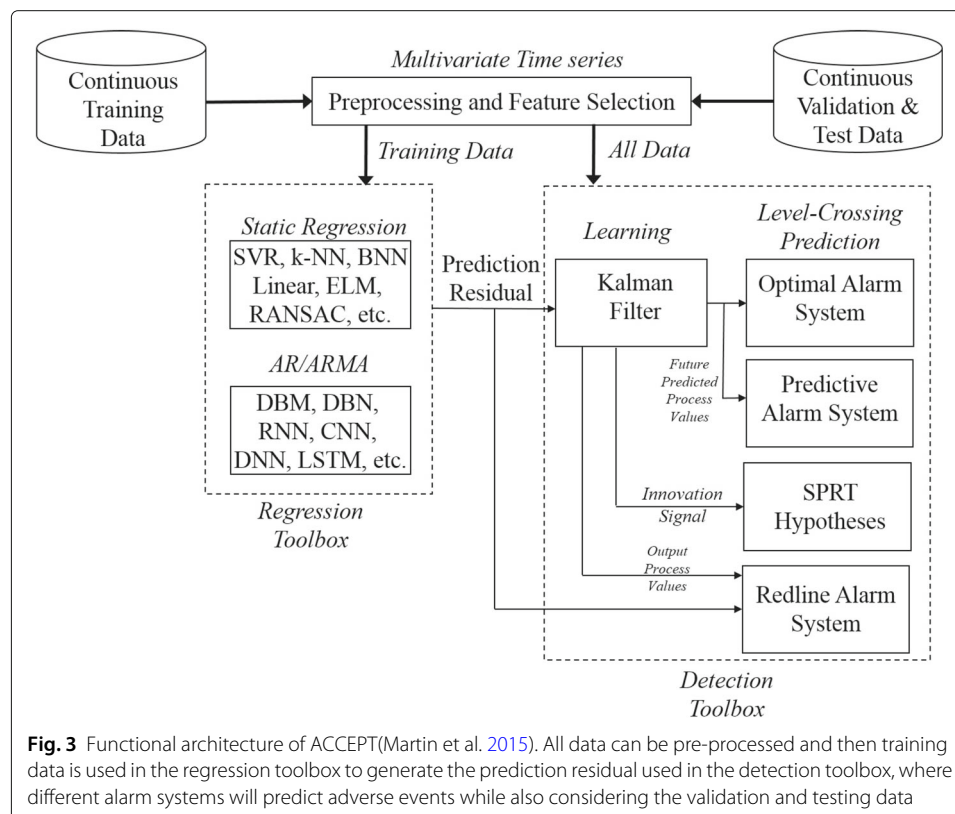 Continuous
Training
Data
Multivariate Time series
Preprocessing and Feature Selection
Continuous
Validation &
Test Data
Training Data
All Data
Static Regression
SVR, k-NN, BNN
Linear, ELM,
RANSAC, etc.
AR/ARMA
DBM, DBN,
RNN, CNN,
DNN, LSTM, etc.
Regression
Toolbox
Prediction
Residual
Learning
Kalman
Filter
Level-Crossing
Prediction
Optimal Alarm
System
Future
Predicted
Process
Values
Predictive
Alarm System
Innovation
Signal
SPRT
Hypotheses
Output
Process
Values
Redline Alarm
System
Detection
Toolbox
Fig. 3 Functional architecture of ACCEPT(Martin et al. 2015). All data can be pre-processed and then training
data is used in the regression toolbox to generate the prediction residual used in the detection toolbox, where
different alarm systems will predict adverse events while also considering the validation and testing data